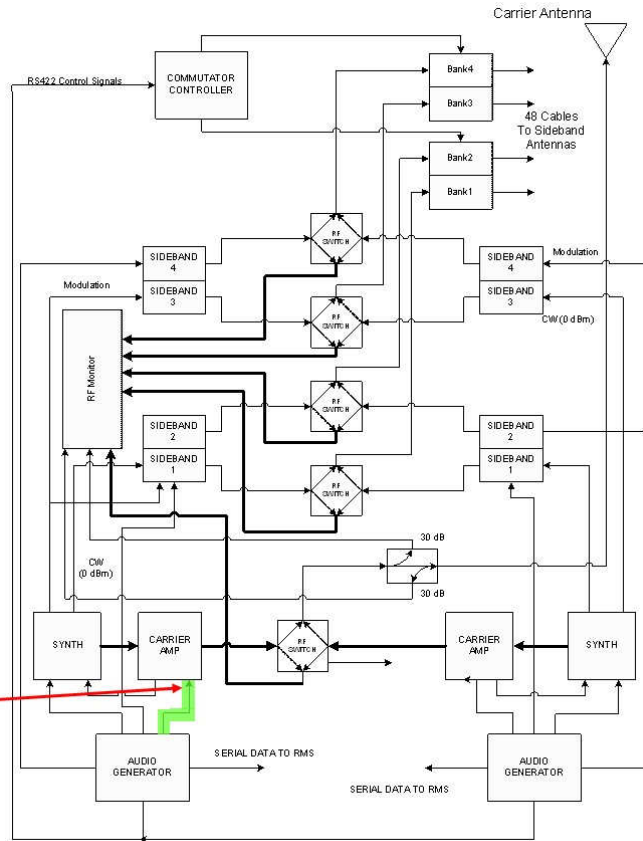 Carrier Antenna
RS422 Control Signals
COMMUTATOR
CONTROLLER
Bank4
Bank3
48 Cables
To Sideband
Antennas
Bank2
Bank1
RF
SWITCH
SIDEBAND
4
SIDEBAND
4
Modulation
Modulation
SIDEBAND
3
SIDEBAND
3
RF
SWITCH
CW (0 dBm)
RF Monitor
RF
SWITCH
SIDEBAND
2
SIDEBAND
2
SIDEBAND
1
SIDEBAND
1
RF
SWITCH
CW
(0 dBm)
30 dB
30 dB
SYNTH
CARRIER
AMP
RF
SWITCH
CARRIER
AMP
SYNTH
AUDIO
GENERATOR
SERIAL DATA TO RMS
SERIAL DATA TO RMS
AUDIO
GENERATOR